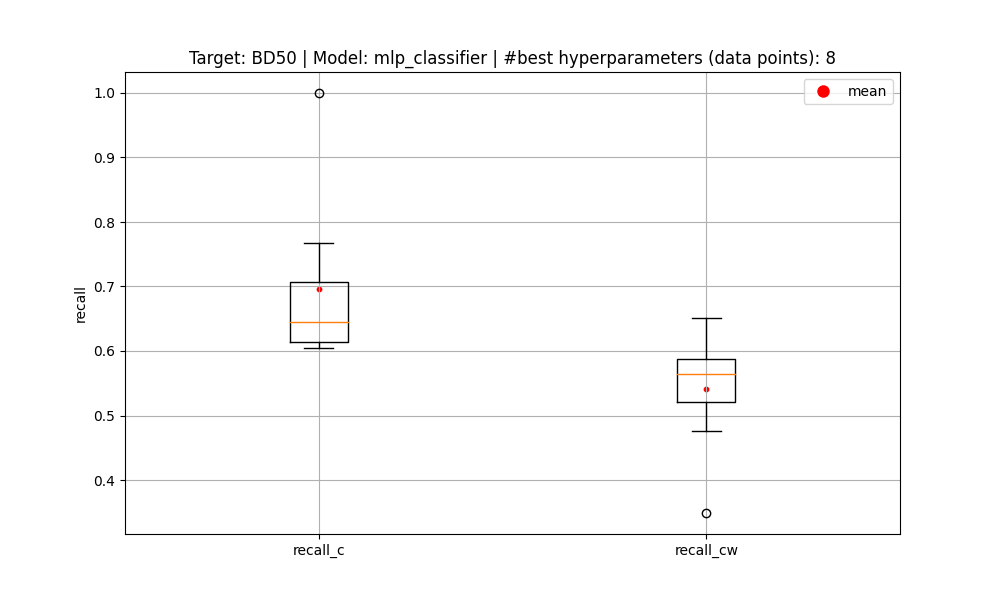 Target: BD50 | Model: mlp_classifier | #best hyperparameters (data points): 8
mean
1.0
0.9
0.8
0.7
0.6
0.5
0.4
recall
recall_c
recall_cw